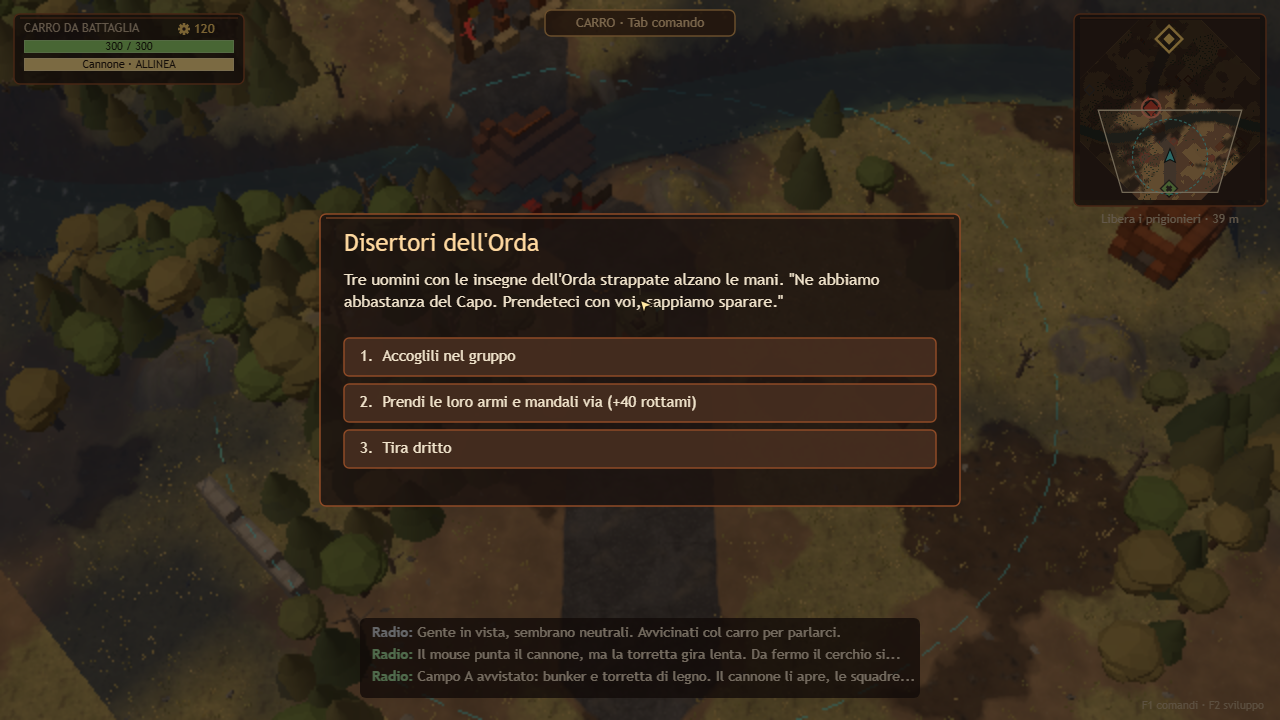 CARRO DA BATTAGLIA 120
300 / 300
Cannone · ALLINEA
CARRO · Tab comando
Libera i prigionieri · 39 m
Disertori dell'Orda
Tre uomini con le insegne dell'Orda strappate alzano le mani. "Ne abbiamo
abbastanza del Capo. Prendeteci con voi, sappiamo sparare."
1. Accoglili nel gruppo
2. Prendi le loro armi e mandali via (+40 rottami)
3. Tira dritto
Radio: Gente in vista, sembrano neutrali. Avvicinati col carro per parlarci.
Radio: Il mouse punta il cannone, ma la torretta gira lenta. Da fermo il cerchio si...
Radio: Campo A avvistato: bunker e torretta di legno. Il cannone li apre, le squadre...
F1 comandi · F2 sviluppo